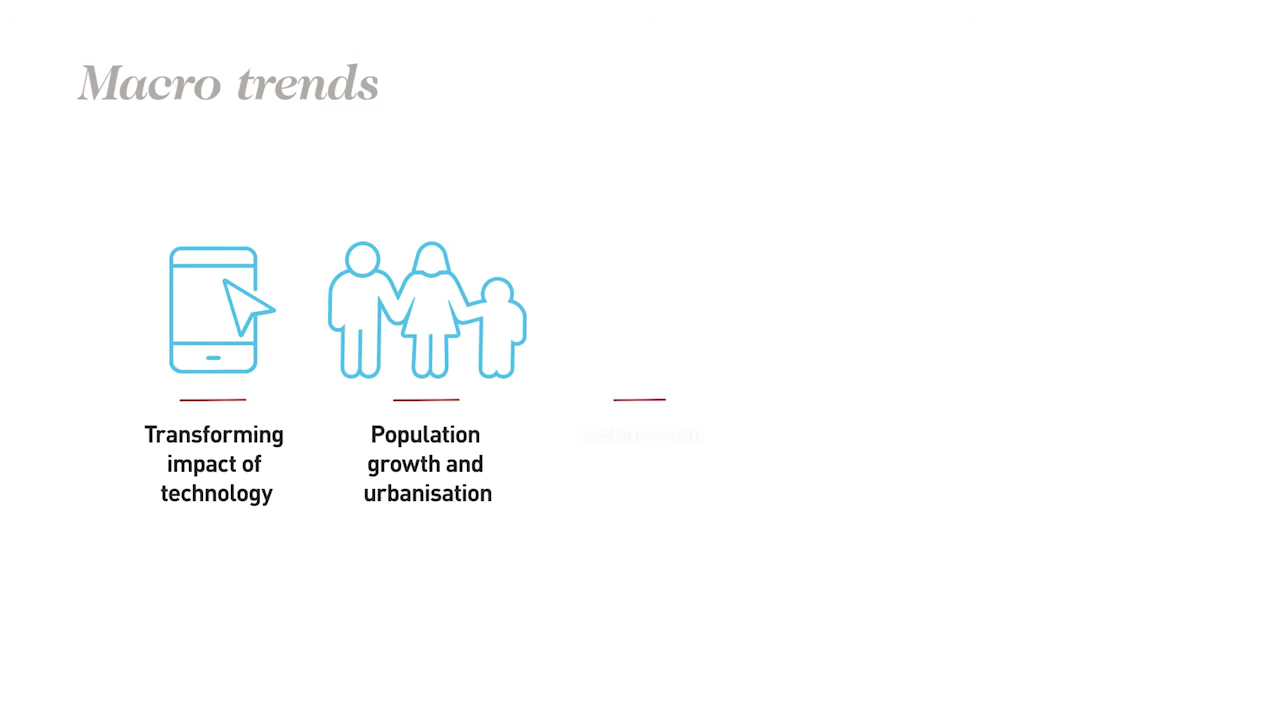 Macro trends
Transforming
impact of
technology
Population
growth and
urbanisation